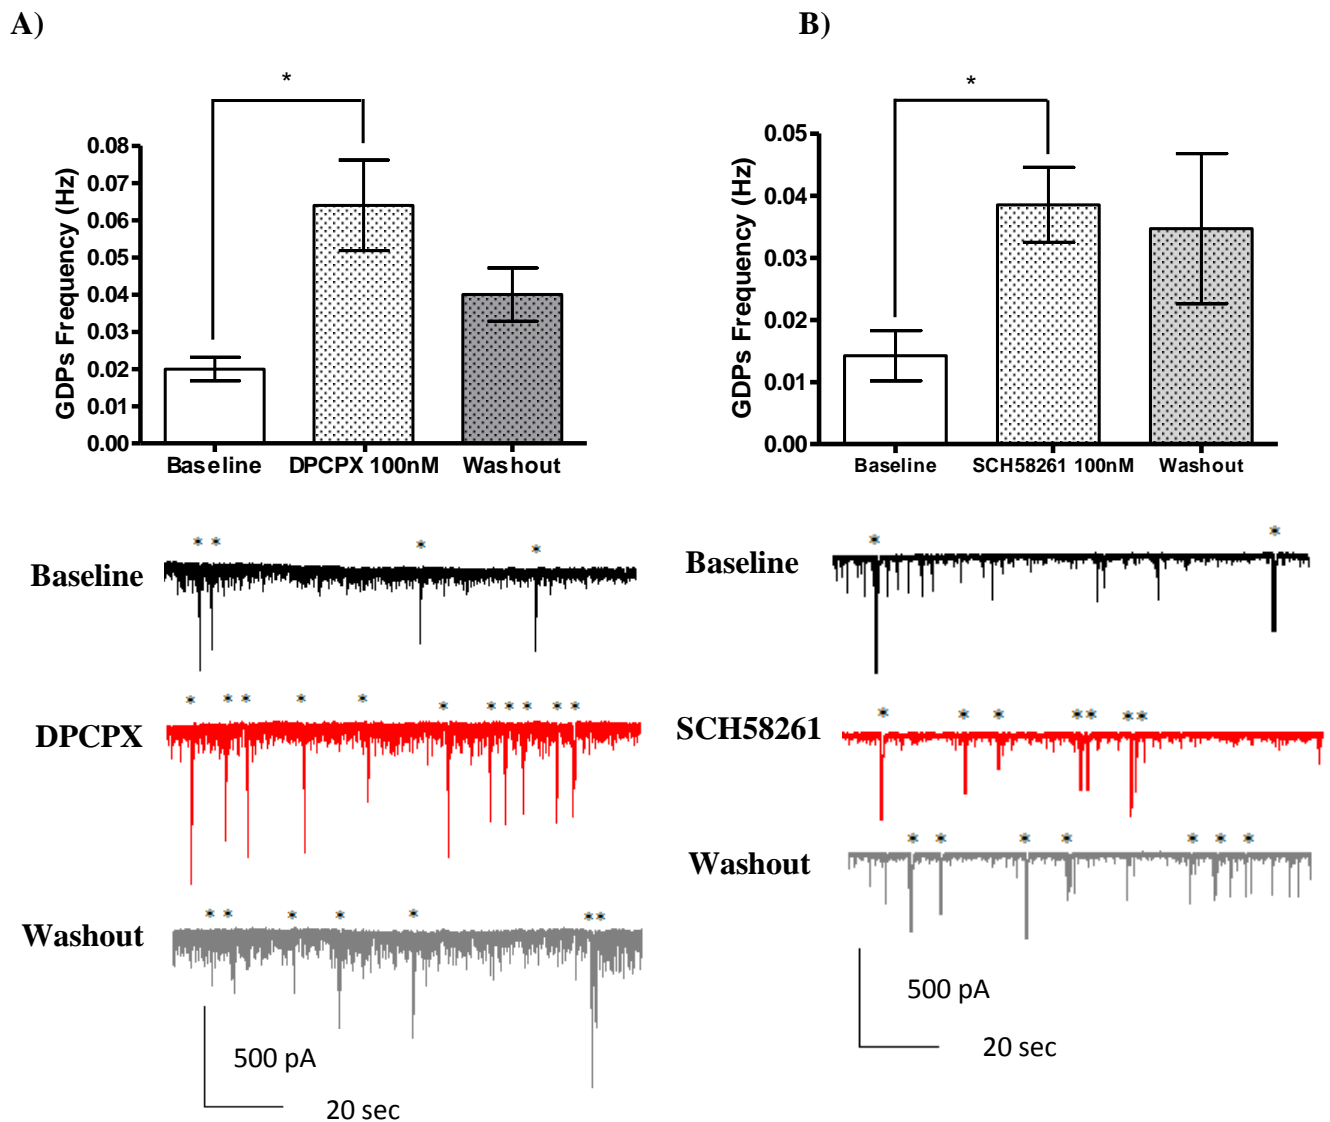 A)
B)
*
*
GDPs Frequency (Hz)
0.08
0.07
0.06
0.05
0.04
0.03
0.02
0.01
0.00
Baseline DPCPX 100nM Washout
GDPs Frequency (Hz)
0.05
0.04
0.03
0.02
0.01
0.00
Baseline SCH58261 100nM Washout
* * * *
Baseline
* * * * * * * * * * *
DPCPX
* * * * * * *
Washout
500 pA
20 sec
* *
Baseline
* * * * * * *
SCH58261
* * * * * * *
Washout
500 pA
20 sec